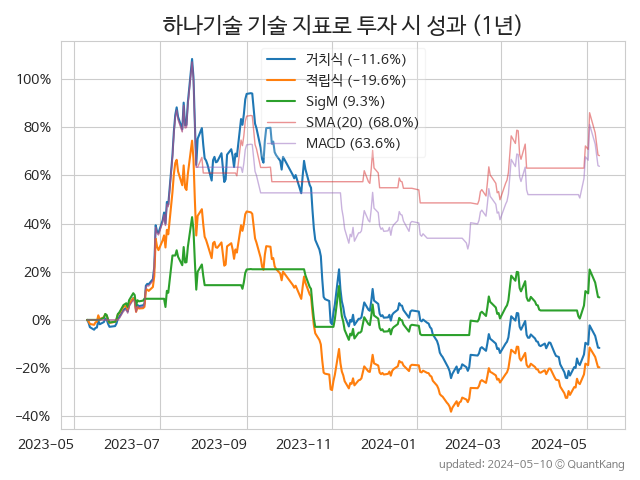 하나기술 기술 지표로 투자 시 성과 (1년)
거치식 (−11.6%)
적립식 (−19.6%)
SigM (9.3%)
SMA(20) (68.0%)
MACD (63.6%)
100%
80%
60%
40%
20%
0%
−20%
−40%
2023-05 2023-07 2023-09 2023-11 2024-01 2024-03 2024-05
updated: 2024-05-10 © QuantKang